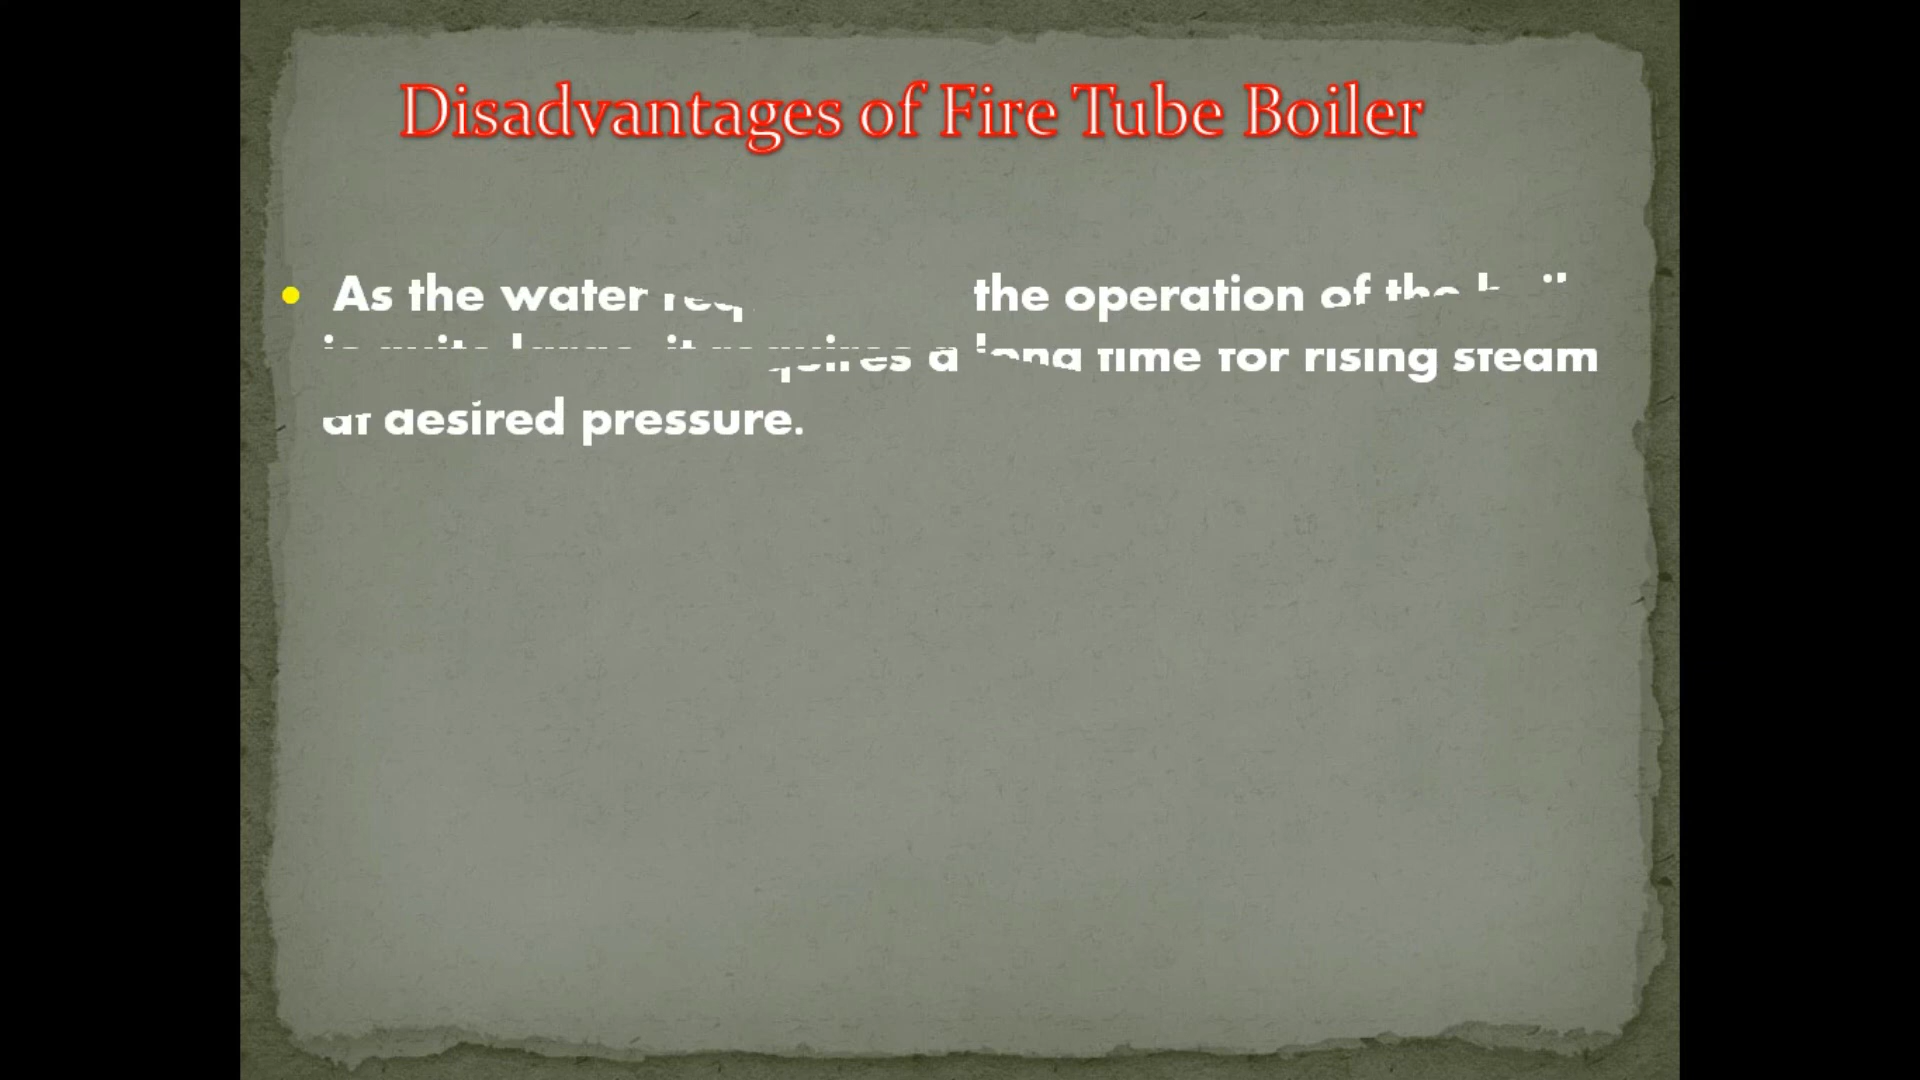 Disadvantages of Fire Tube Boiler
As the water the operation of the
is quite large, it requires a long time for rising steam
at desired pressure.